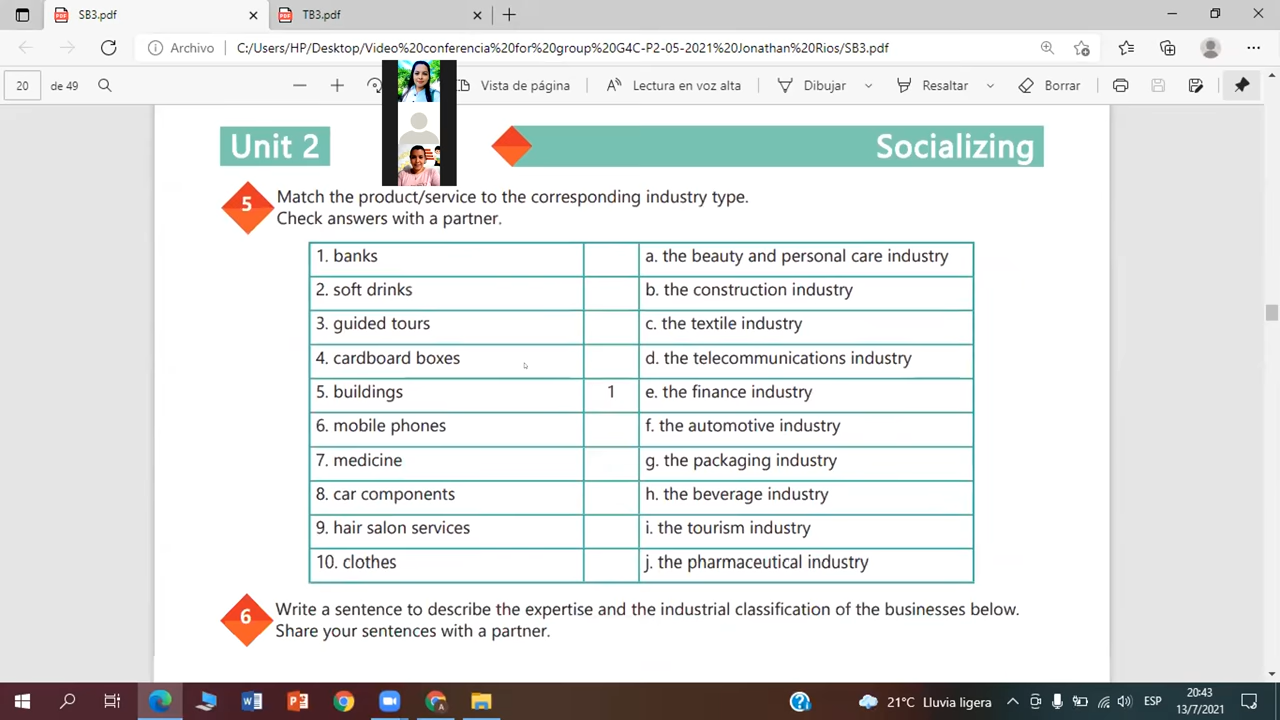 SB3.pdf
TB3.pdf
Archivo
C:/Users/HP/Desktop/Video%20conferencia%20for%20group%20G4C-P2-05-2021%20Jonathan%20Rios/SB3.pdf
20 de 49
Vista de página
Lectura en voz alta
Dibujar
Resaltar
Borrar
Unit 2
Socializing
5
Match the product/service to the corresponding industry type.
Check answers with a partner.
1. banks a. the beauty and personal care industry
2. soft drinks b. the construction industry
3. guided tours c. the textile industry
4. cardboard boxes d. the telecommunications industry
5. buildings 1 e. the finance industry
6. mobile phones f. the automotive industry
7. medicine g. the packaging industry
8. car components h. the beverage industry
9. hair salon services i. the tourism industry
10. clothes j. the pharmaceutical industry
6
Write a sentence to describe the expertise and the industrial classification of the businesses below.
Share your sentences with a partner.
21°C Lluvia ligera
ESP
20:43
13/7/2021